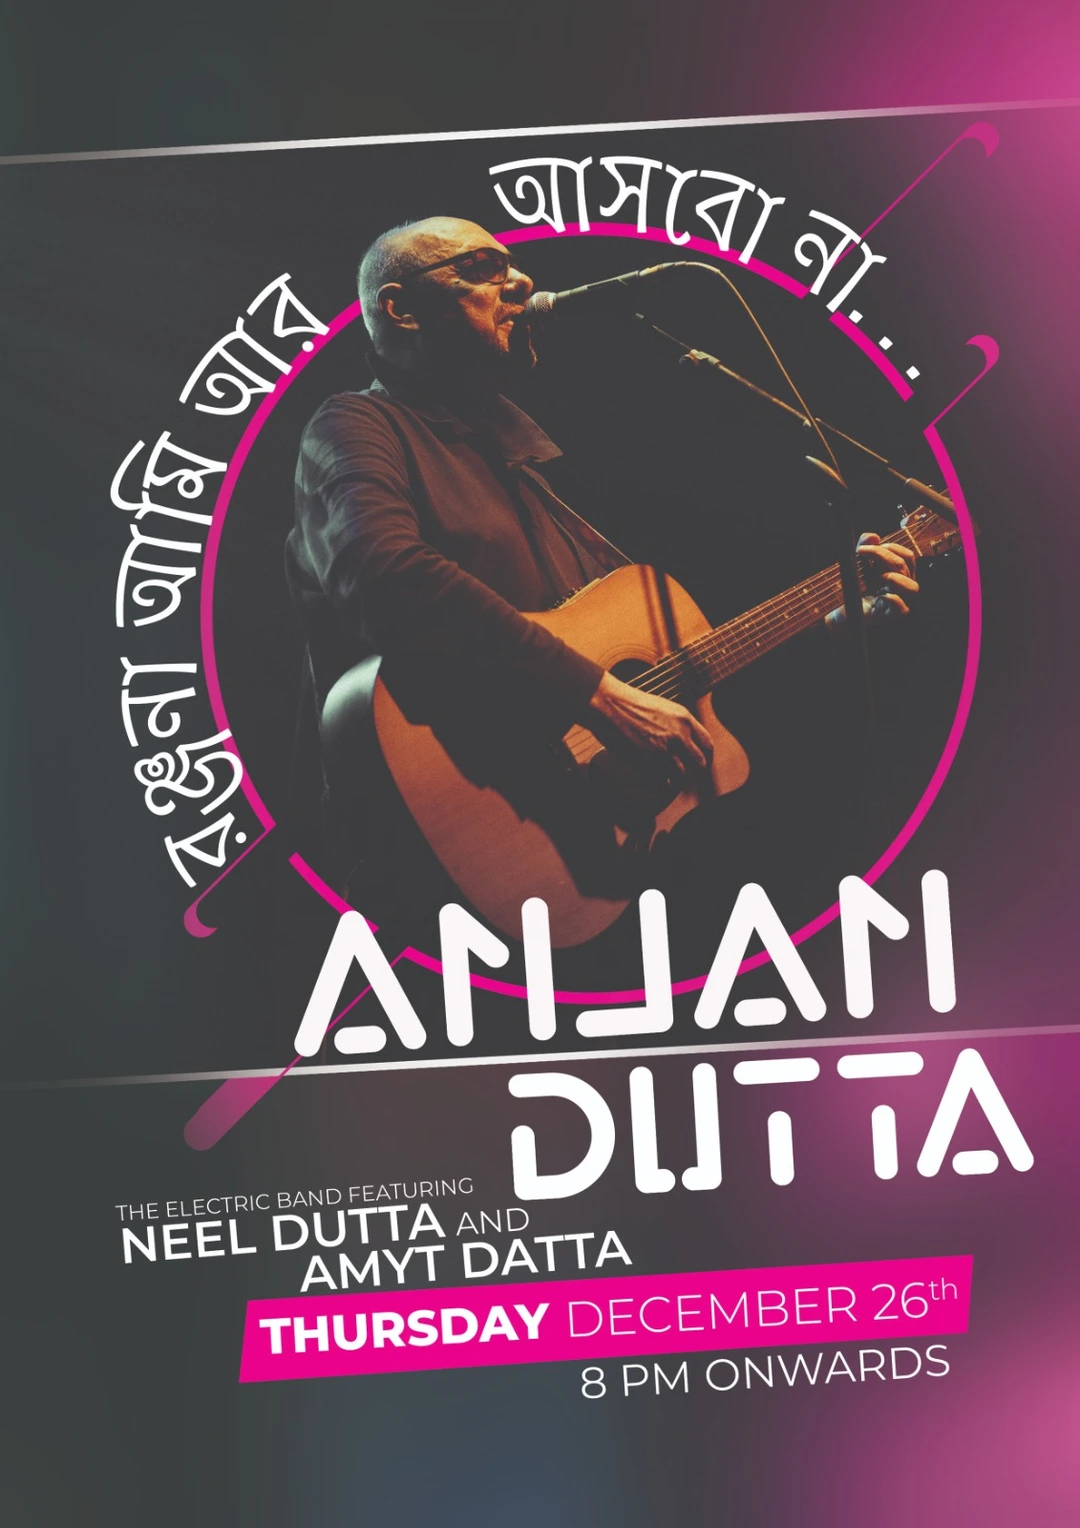 রঞ্জনা আমি আর আসবো না...
ANJAN
DUTTA
THE ELECTRIC BAND FEATURING
NEEL DUTTA AND
AMYT DATTA
THURSDAY DECEMBER 26th
8 PM ONWARDS